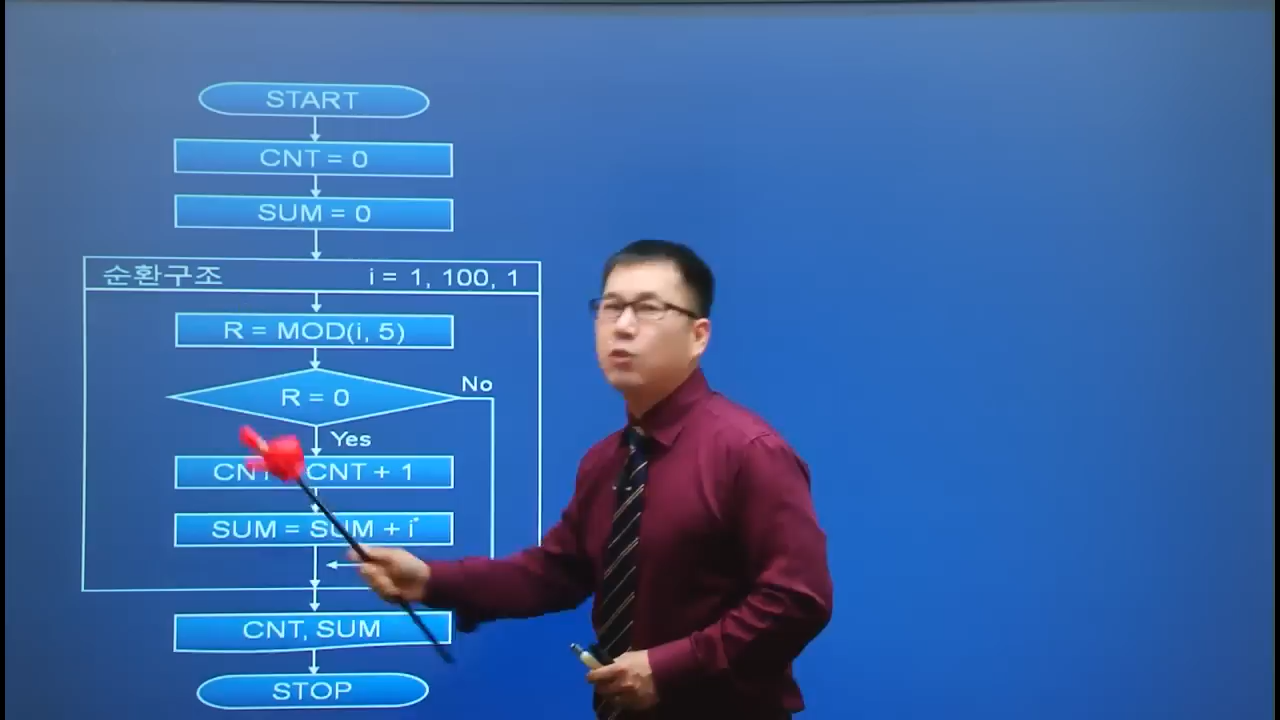 START
CNT = 0
SUM = 0
순환구조 i = 1, 100, 1
R = MOD(i, 5)
R = 0
No
Yes
CNT CNT + 1
SUM = SUM + i
CNT, SUM
STOP